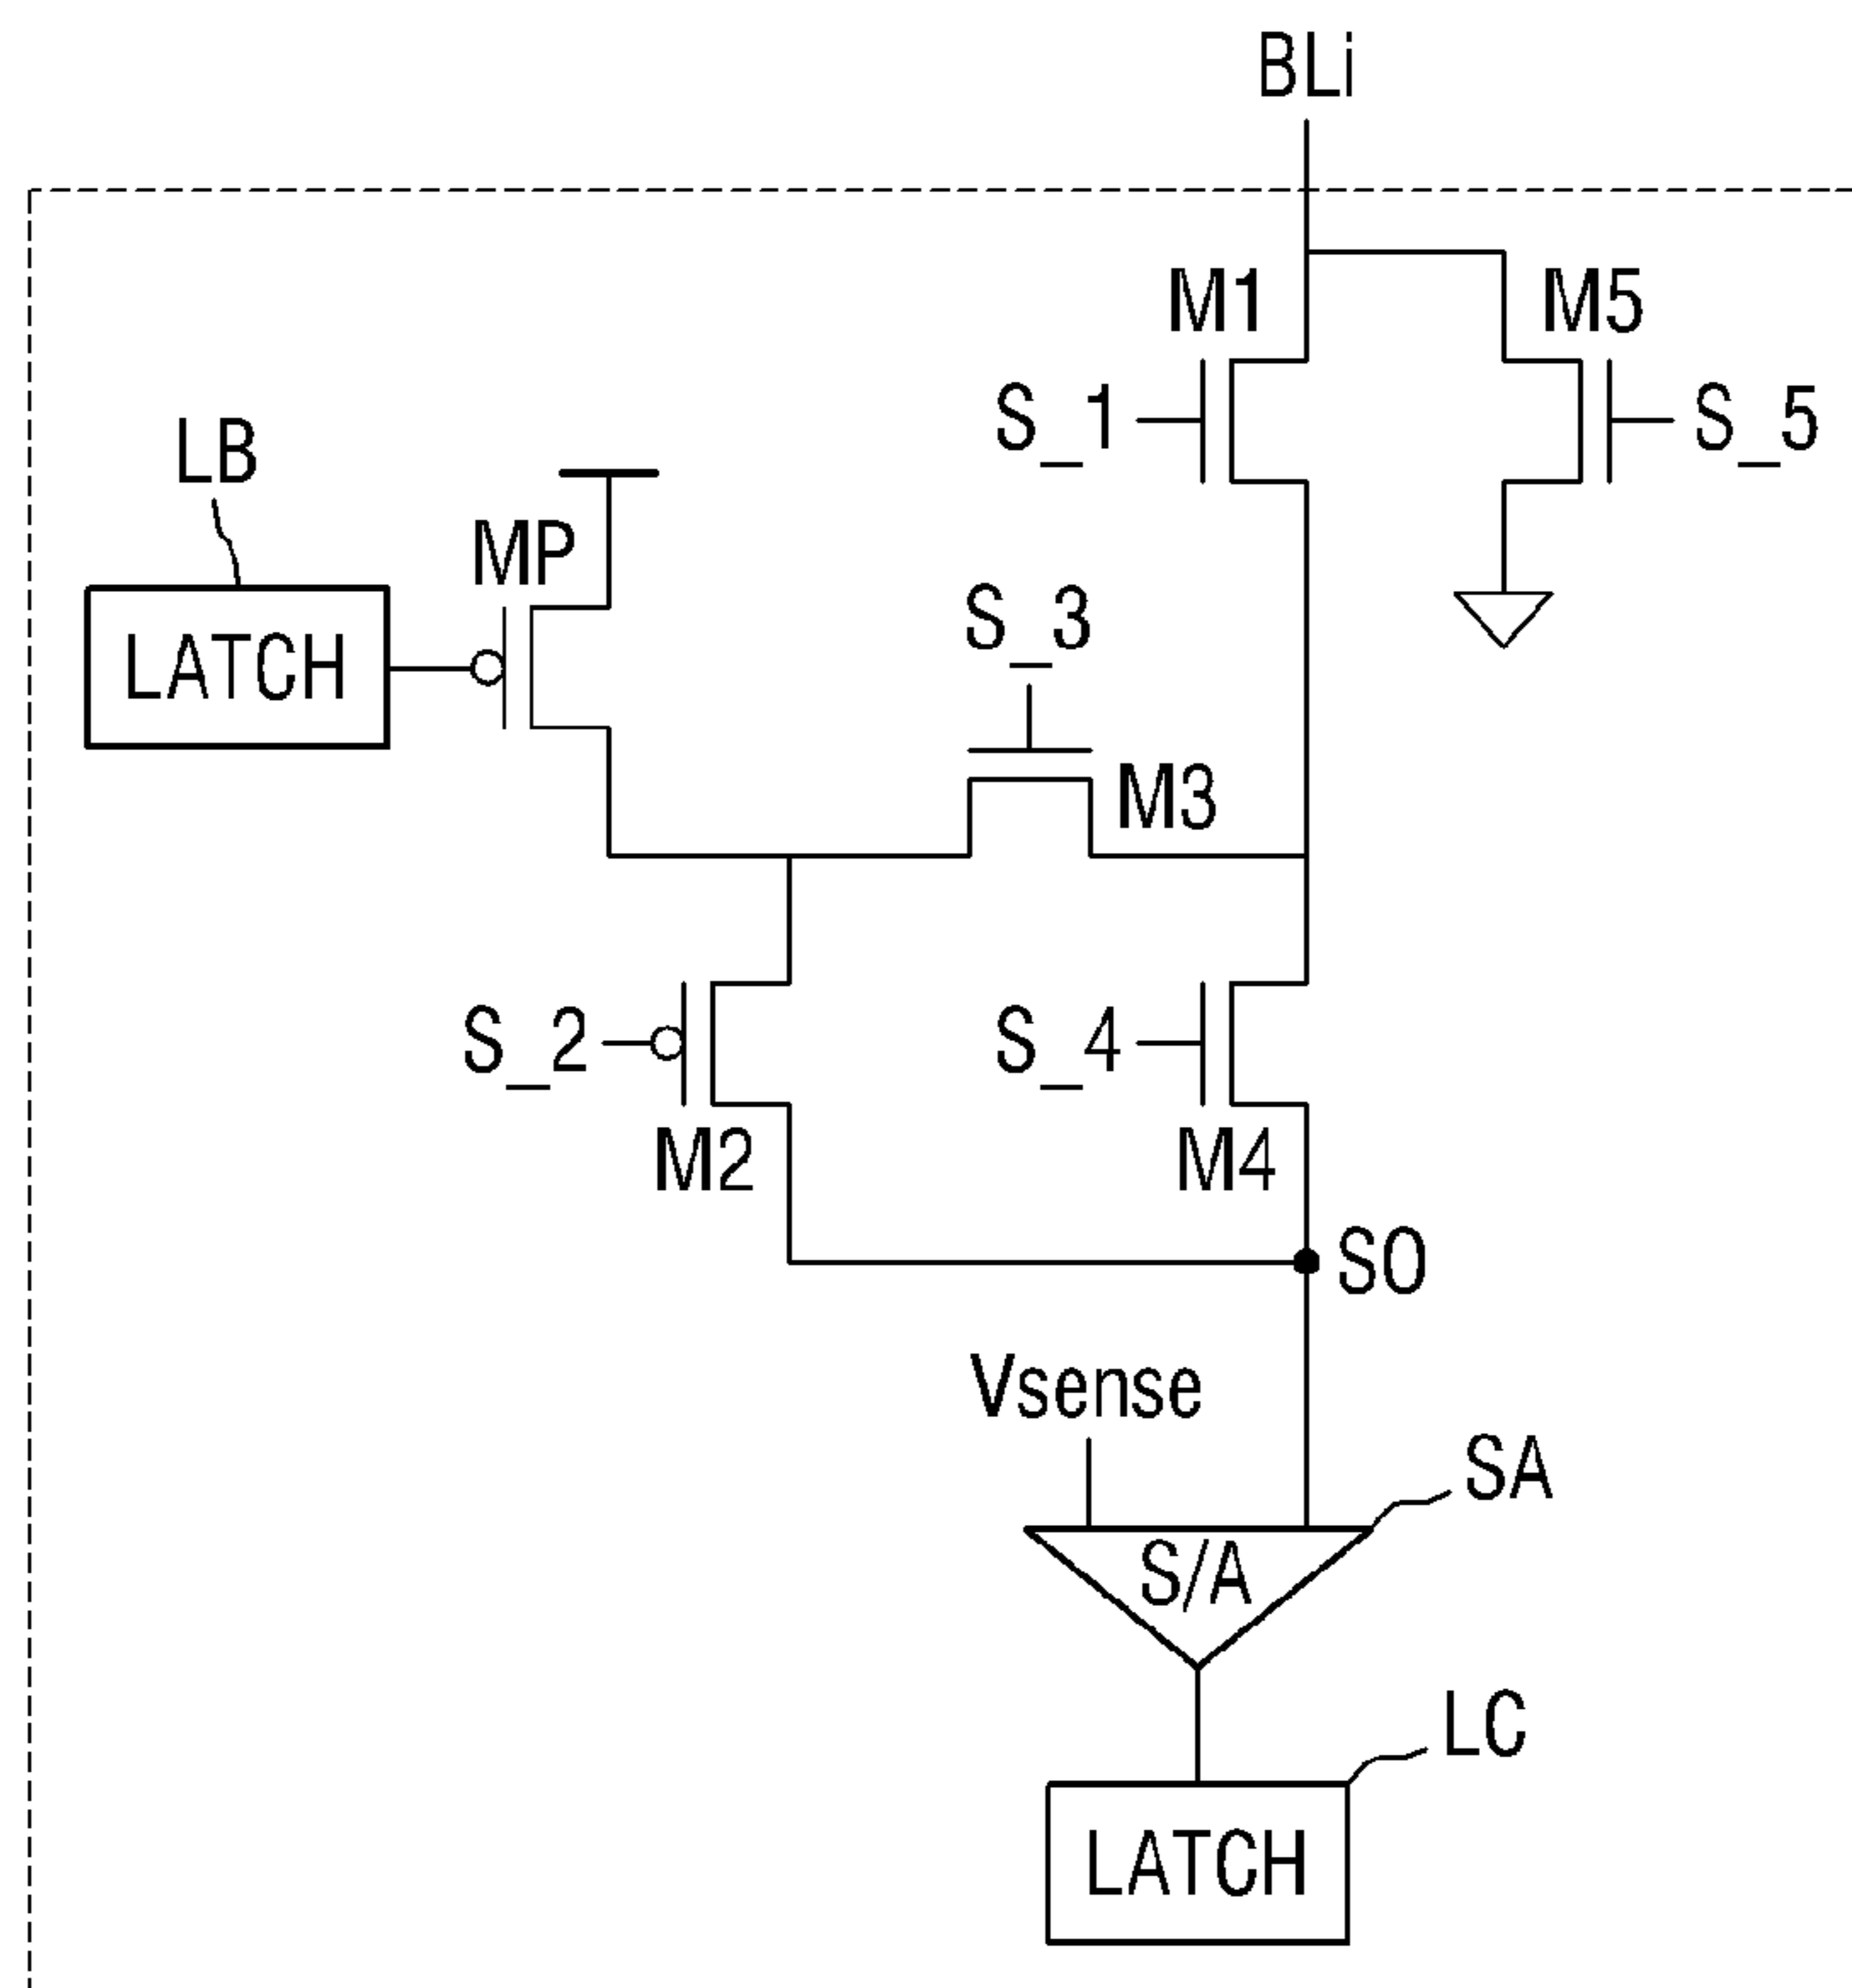 BLi
M1
M5
S_1
S_5
LB
MP
S_3
LATCH
M3
S_2
S_4
M2
M4
SO
Vsense
SA
S/A
LC
LATCH